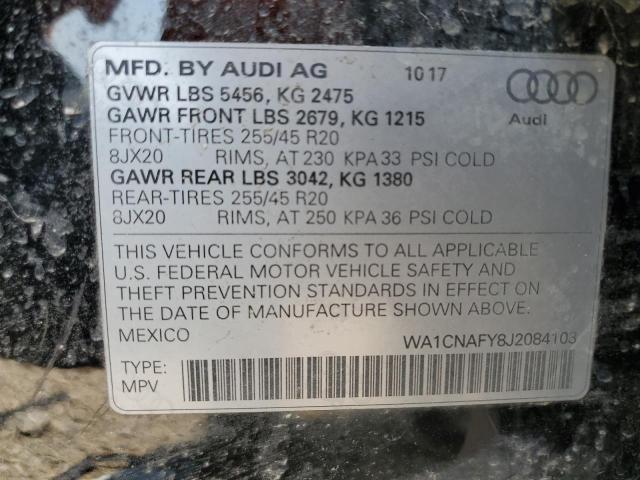 MFD. BY AUDI AG 10 17
GVWR LBS 5456, KG 2475
GAWR FRONT LBS 2679, KG 1215
FRONT-TIRES 255/45 R20
8JX20 RIMS, AT 230 KPA 33 PSI COLD
GAWR REAR LBS 3042, KG 1380
REAR-TIRES 255/45 R20
8JX20 RIMS, AT 250 KPA 36 PSI COLD
Audi
THIS VEHICLE CONFORMS TO ALL APPLICABLE
U.S. FEDERAL MOTOR VEHICLE SAFETY AND
THEFT PREVENTION STANDARDS IN EFFECT ON
THE DATE OF MANUFACTURE SHOWN ABOVE.
MEXICO WA1CNAFY8J2084103
TYPE:
MPV